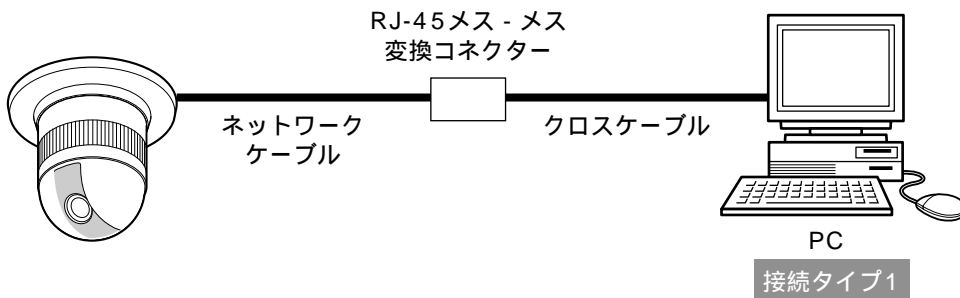 RJ-45メス - メス
変換コネクター
ネットワーク
ケーブル
クロスケーブル
PC
接続タイプ1